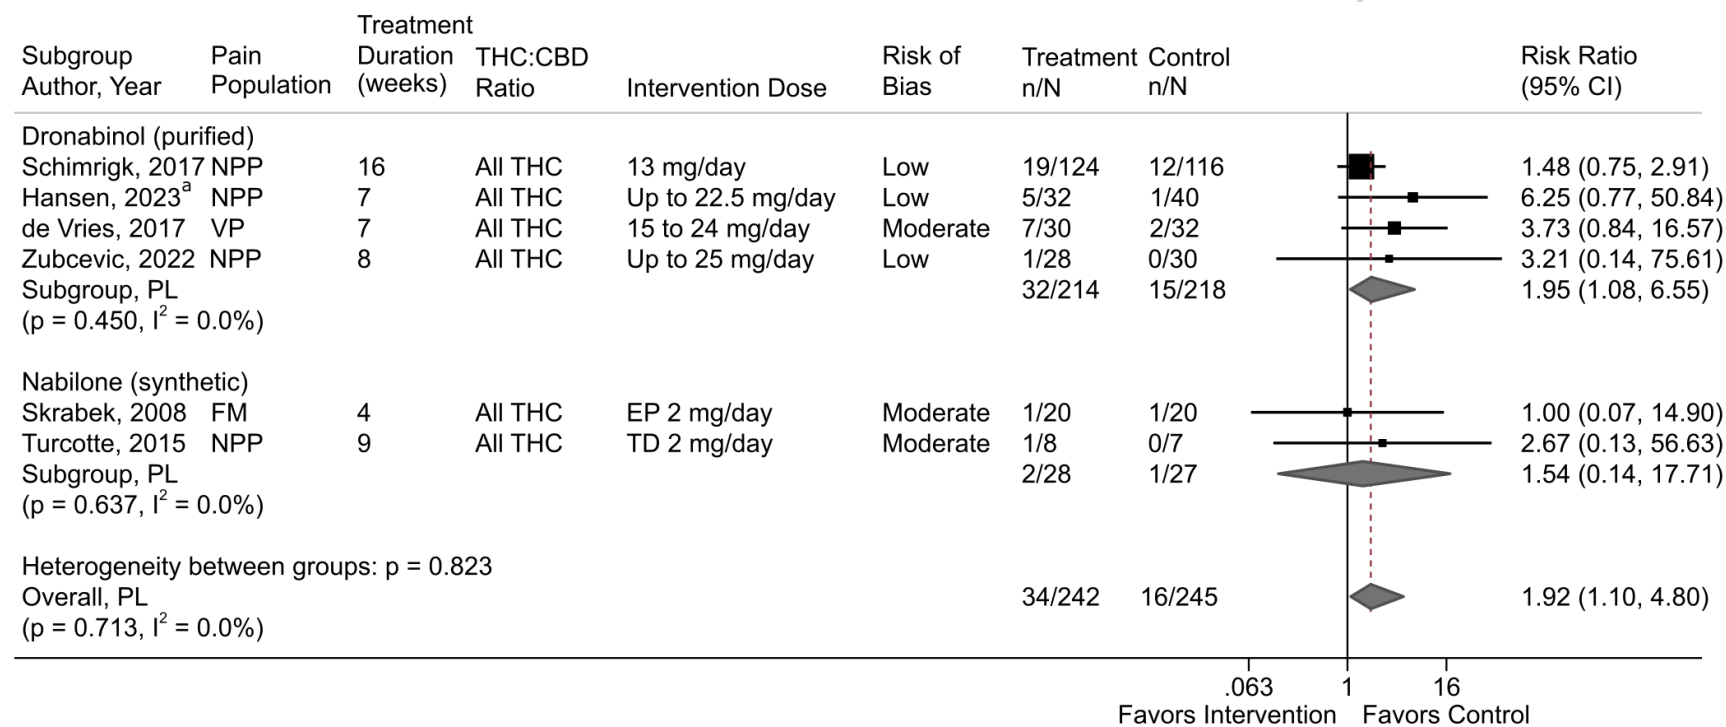 Treatment
Subgroup Pain Duration THC:CBD Risk of Treatment Control Risk Ratio
Author, Year Population (weeks) Ratio Intervention Dose Bias n/N n/N (95% CI)
Dronabinol (purified)
Schimrigk, 2017 NPP 16 All THC 13 mg/day Low 19/124 12/116 1.48 (0.75, 2.91)
Hansen, 2023a NPP 7 All THC Up to 22.5 mg/day Low 5/32 1/40 6.25 (0.77, 50.84)
de Vries, 2017 VP 7 All THC 15 to 24 mg/day Moderate 7/30 2/32 3.73 (0.84, 16.57)
Zubcevic, 2022 NPP 8 All THC Up to 25 mg/day Low 1/28 0/30 3.21 (0.14, 75.61)
Subgroup, PL 32/214 15/218 1.95 (1.08, 6.55)
(p = 0.450, I2 = 0.0%)
Nabilone (synthetic)
Skrabek, 2008 FM 4 All THC EP 2 mg/day Moderate 1/20 1/20 1.00 (0.07, 14.90)
Turcotte, 2015 NPP 9 All THC TD 2 mg/day Moderate 1/8 0/7 2.67 (0.13, 56.63)
Subgroup, PL 2/28 1/27 1.54 (0.14, 17.71)
(p = 0.637, I2 = 0.0%)
Heterogeneity between groups: p = 0.823
Overall, PL 34/242 16/245 1.92 (1.10, 4.80)
(p = 0.713, I2 = 0.0%)
.063 1 16
Favors Intervention Favors Control